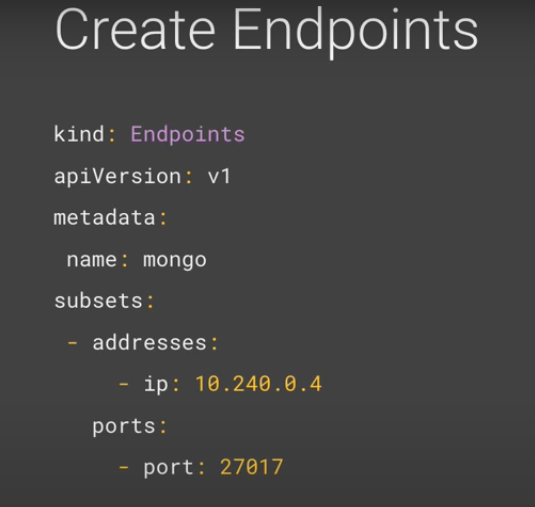 Create Endpoints
kind: Endpoints
apiVersion: v1
metadata:
 name: mongo
subsets:
 - addresses:
     - ip: 10.240.0.4
   ports:
     - port: 27017